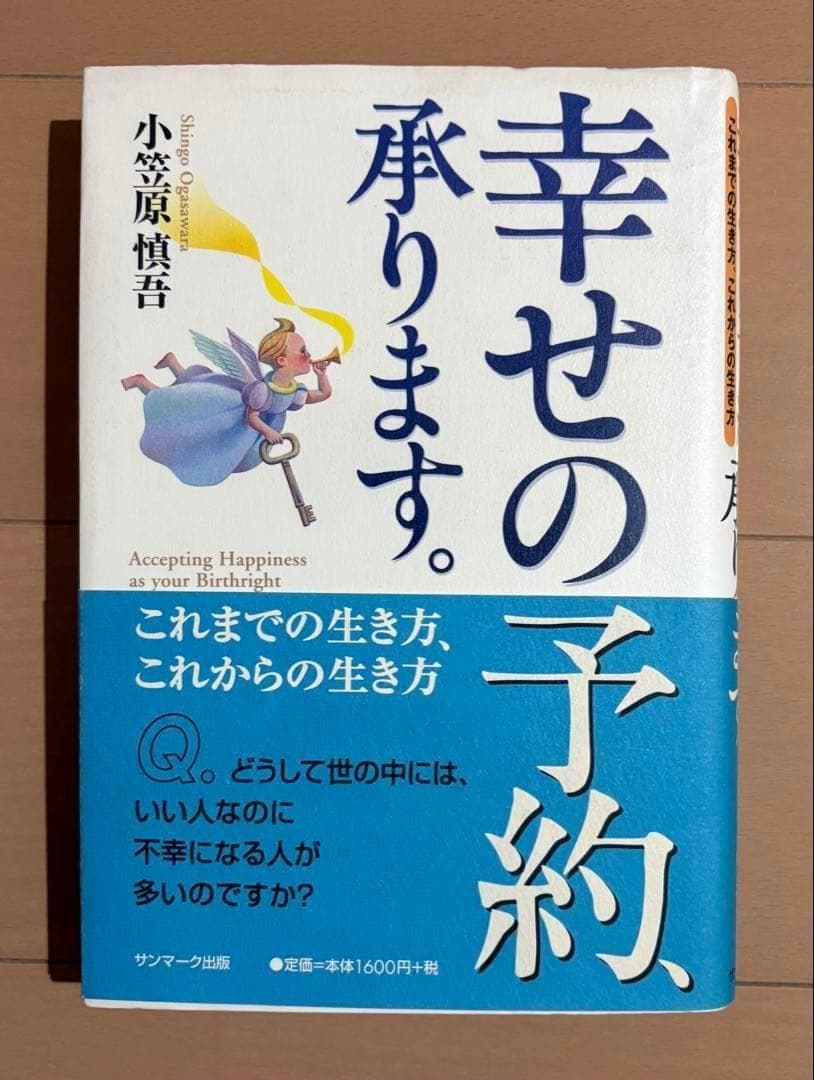 幸せの予約、
承ります。
小笠原 慎吾
Shingo Ogasawara
Accepting Happiness
as your Birthright
これまでの生き方、
これからの生き方
Q。どうして世の中には、
いい人なのに
不幸になる人が
多いのですか?
サンマーク出版 ●定価=本体1600円+税
これまでの生き方、これからの生き方